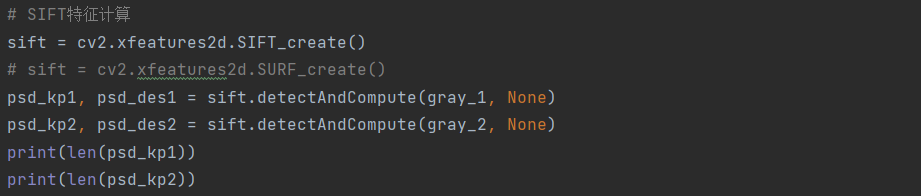 # SIFT特征计算
sift = cv2.xfeatures2d.SIFT_create()
# sift = cv2.xfeatures2d.SURF_create()
psd_kp1, psd_des1 = sift.detectAndCompute(gray_1, None)
psd_kp2, psd_des2 = sift.detectAndCompute(gray_2, None)
print(len(psd_kp1))
print(len(psd_kp2))